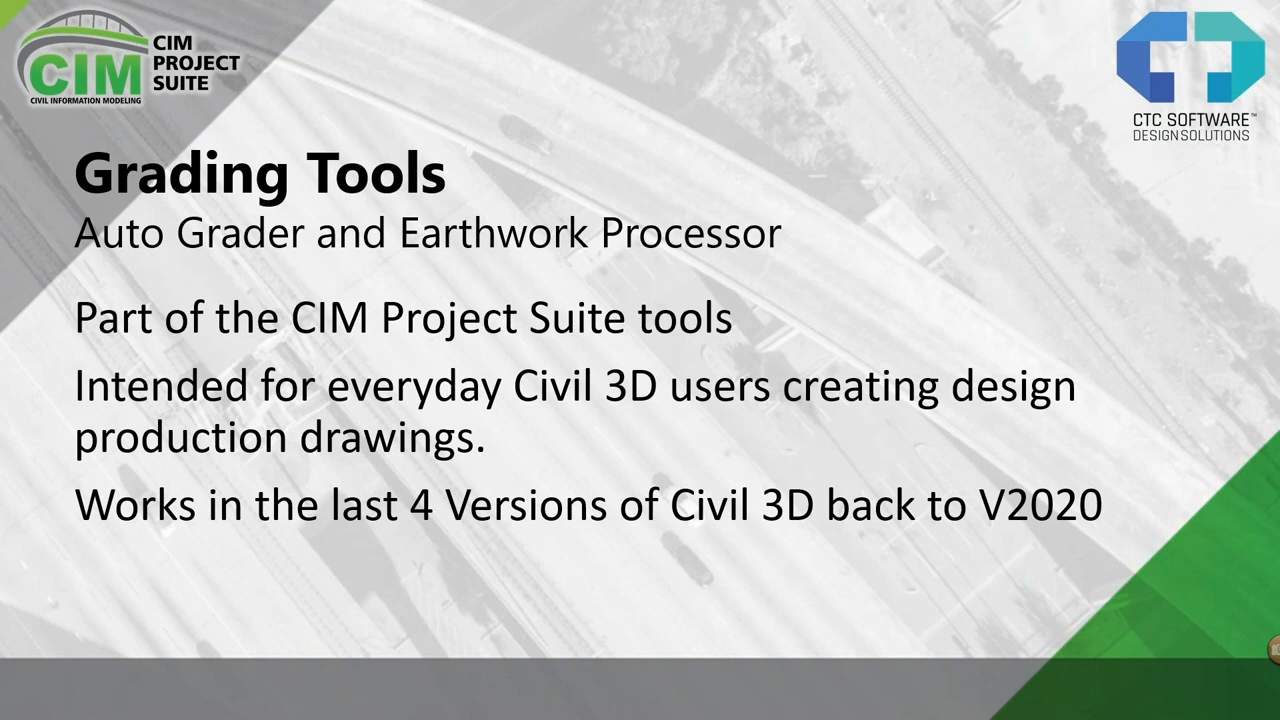 CIM
CIVIL INFORMATION MODELING
CIM
PROJECT
SUITE
CTC SOFTWARE™
DESIGN SOLUTIONS
Grading Tools
Auto Grader and Earthwork Processor
Part of the CIM Project Suite tools
Intended for everyday Civil 3D users creating design
production drawings.
Works in the last 4 Versions of Civil 3D back to V2020